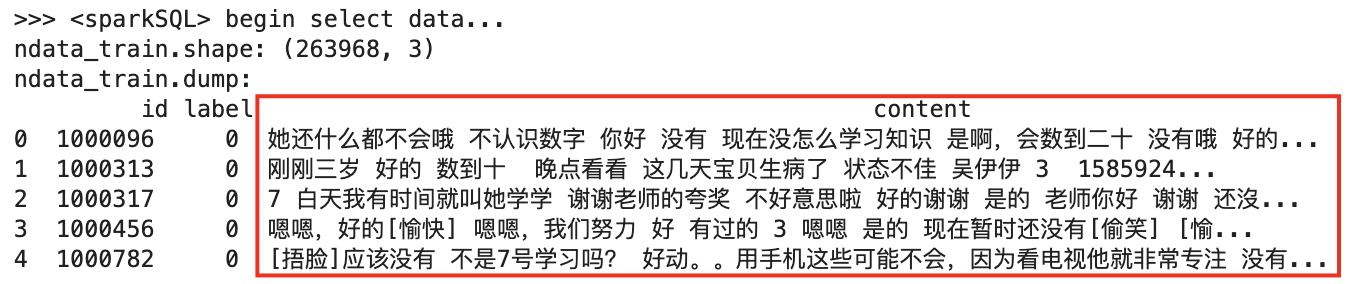 >>> <sparkSQL> begin select data...
ndata_train.shape: (263968, 3)
ndata_train.dump:
id label content
0 1000096 0 她还什么都不会哦 不认识数字 你好 没有 现在没怎么学习知识 是啊，会数到二十 没有哦 好的...
1 1000313 0 刚刚三岁 好的 数到十  晚点看看 这几天宝贝生病了 状态不佳 吴伊伊 3  1585924...
2 1000317 0 7 白天我有时间就叫她学学 谢谢老师的夸奖 不好意思啦 好的谢谢 是的 老师你好 谢谢 还沒...
3 1000456 0 嗯嗯，好的[愉快] 嗯嗯，我们努力 好 有过的 3 嗯嗯 是的 现在暂时还没有[偷笑] [愉...
4 1000782 0 [捂脸]应该没有 不是7号学习吗？ 好动。。用手机这些可能不会，因为看电视他就非常专注 没有...